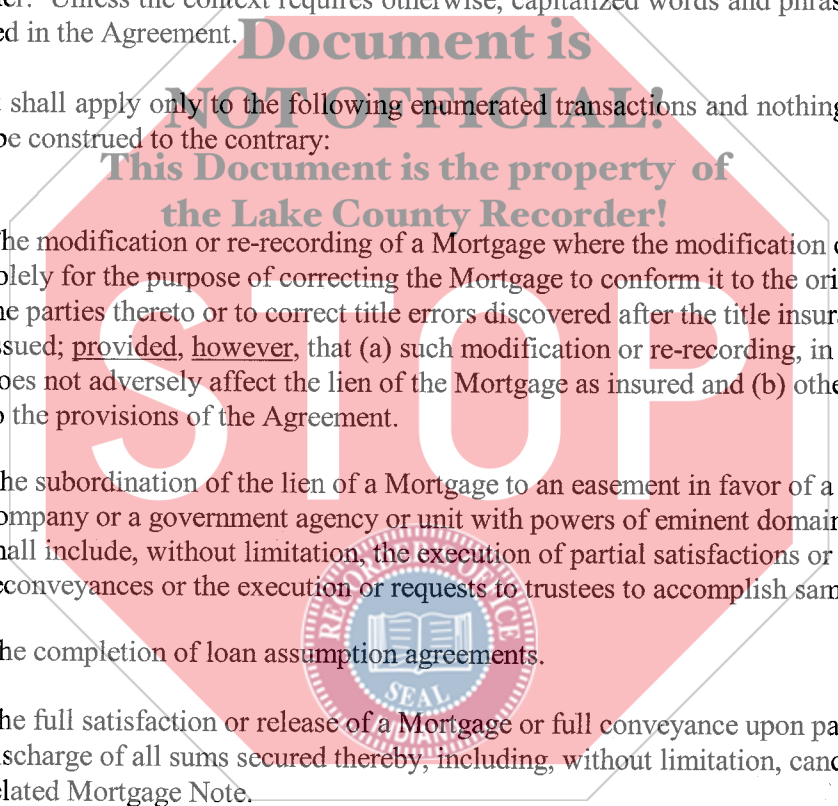 er. Unless the context requires otherwise, capitalized words and phras
ed in the Agreement.
Document is
shall apply only to the following enumerated transactions and nothing
NOT OFFICIAL!
be construed to the contrary:
This Document is the property of
the Lake County Recorder!
he modification or re-recording of a Mortgage where the modification
olely for the purpose of correcting the Mortgage to conform it to the ori
he parties thereto or to correct title errors discovered after the title insur
ssued; provided, however, that (a) such modification or re-recording, in
oes not adversely affect the lien of the Mortgage as insured and (b) othe
o the provisions of the Agreement.
STOP
he subordination of the lien of a Mortgage to an easement in favor of a
ompany or a government agency or unit with powers of eminent domain
hall include, without limitation, the execution of partial satisfactions or
econveyances or the execution or requests to trustees to accomplish sam
RECORDER'S OFFICE
he completion of loan assumption agreements.
SEAL
he full satisfaction or release of a Mortgage or full conveyance upon pa
ischarge of all sums secured thereby, including, without limitation, canc
elated Mortgage Note.